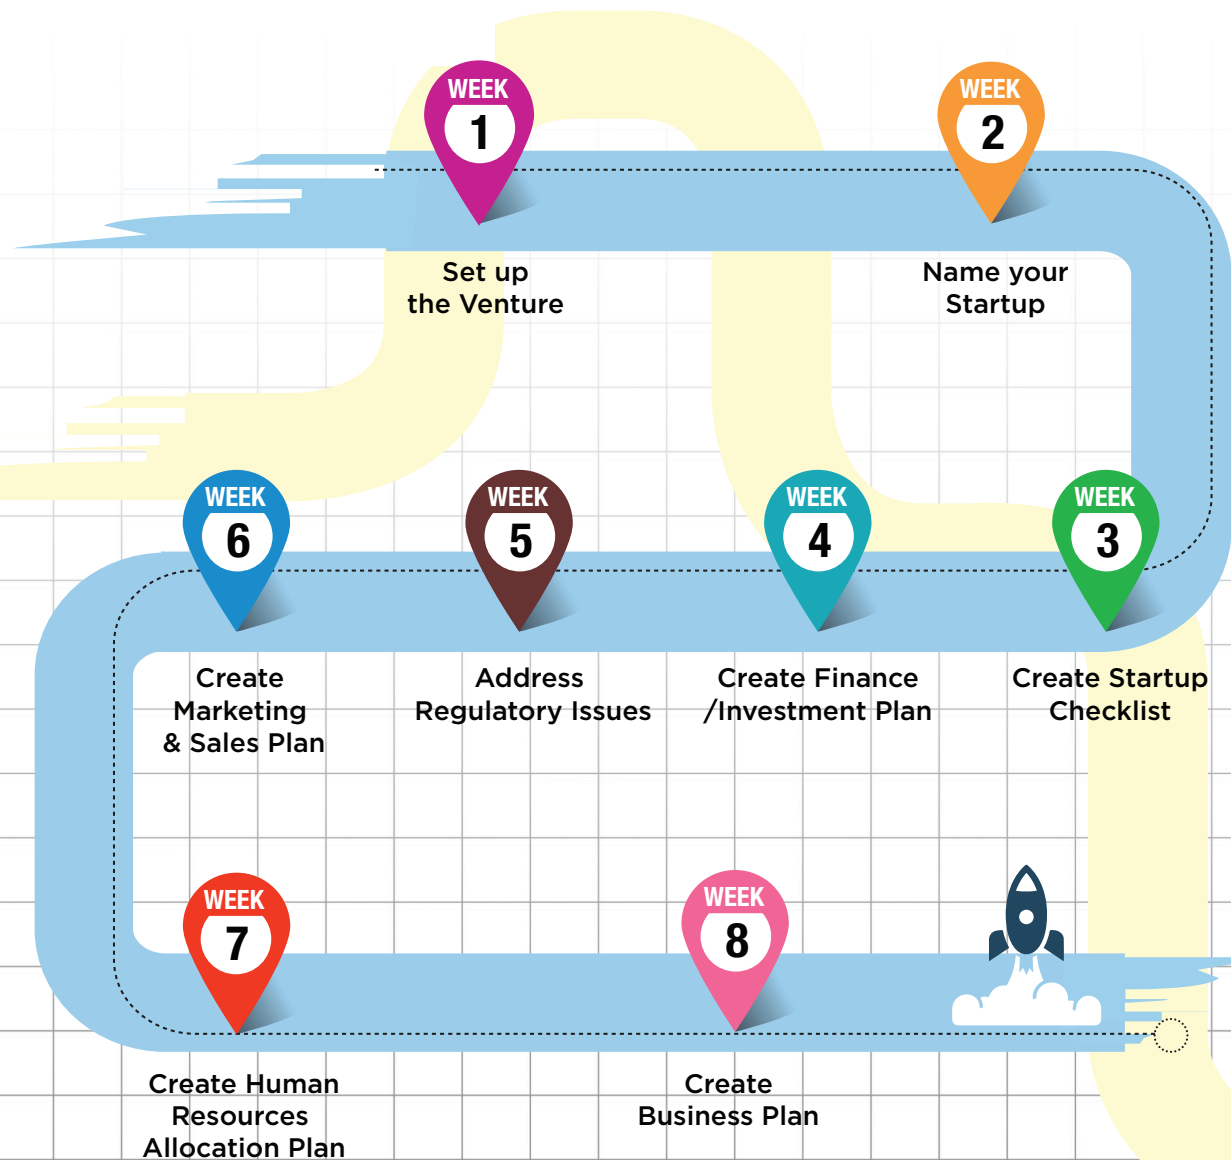 WEEK
1
Set up
the Venture
WEEK
2
Name your
Startup
WEEK
3
Create Startup
Checklist
WEEK
4
Create Finance
/Investment Plan
WEEK
5
Address
Regulatory Issues
WEEK
6
Create
Marketing
& Sales Plan
WEEK
7
Create Human
Resources
Allocation Plan
WEEK
8
Create
Business Plan